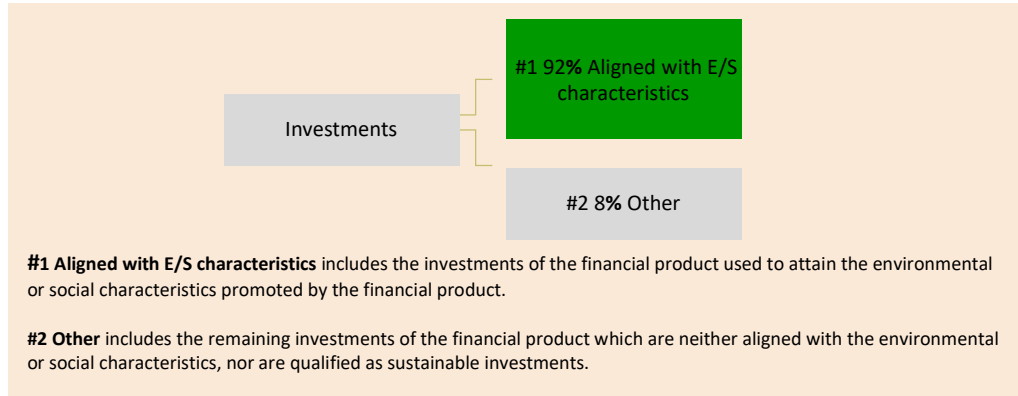 #1 92% Aligned with E/S
characteristics
Investments
#2 8% Other
#1 Aligned with E/S characteristics includes the investments of the financial product used to attain the environmental
or social characteristics promoted by the financial product.
#2 Other includes the remaining investments of the financial product which are neither aligned with the environmental
or social characteristics, nor are qualified as sustainable investments.